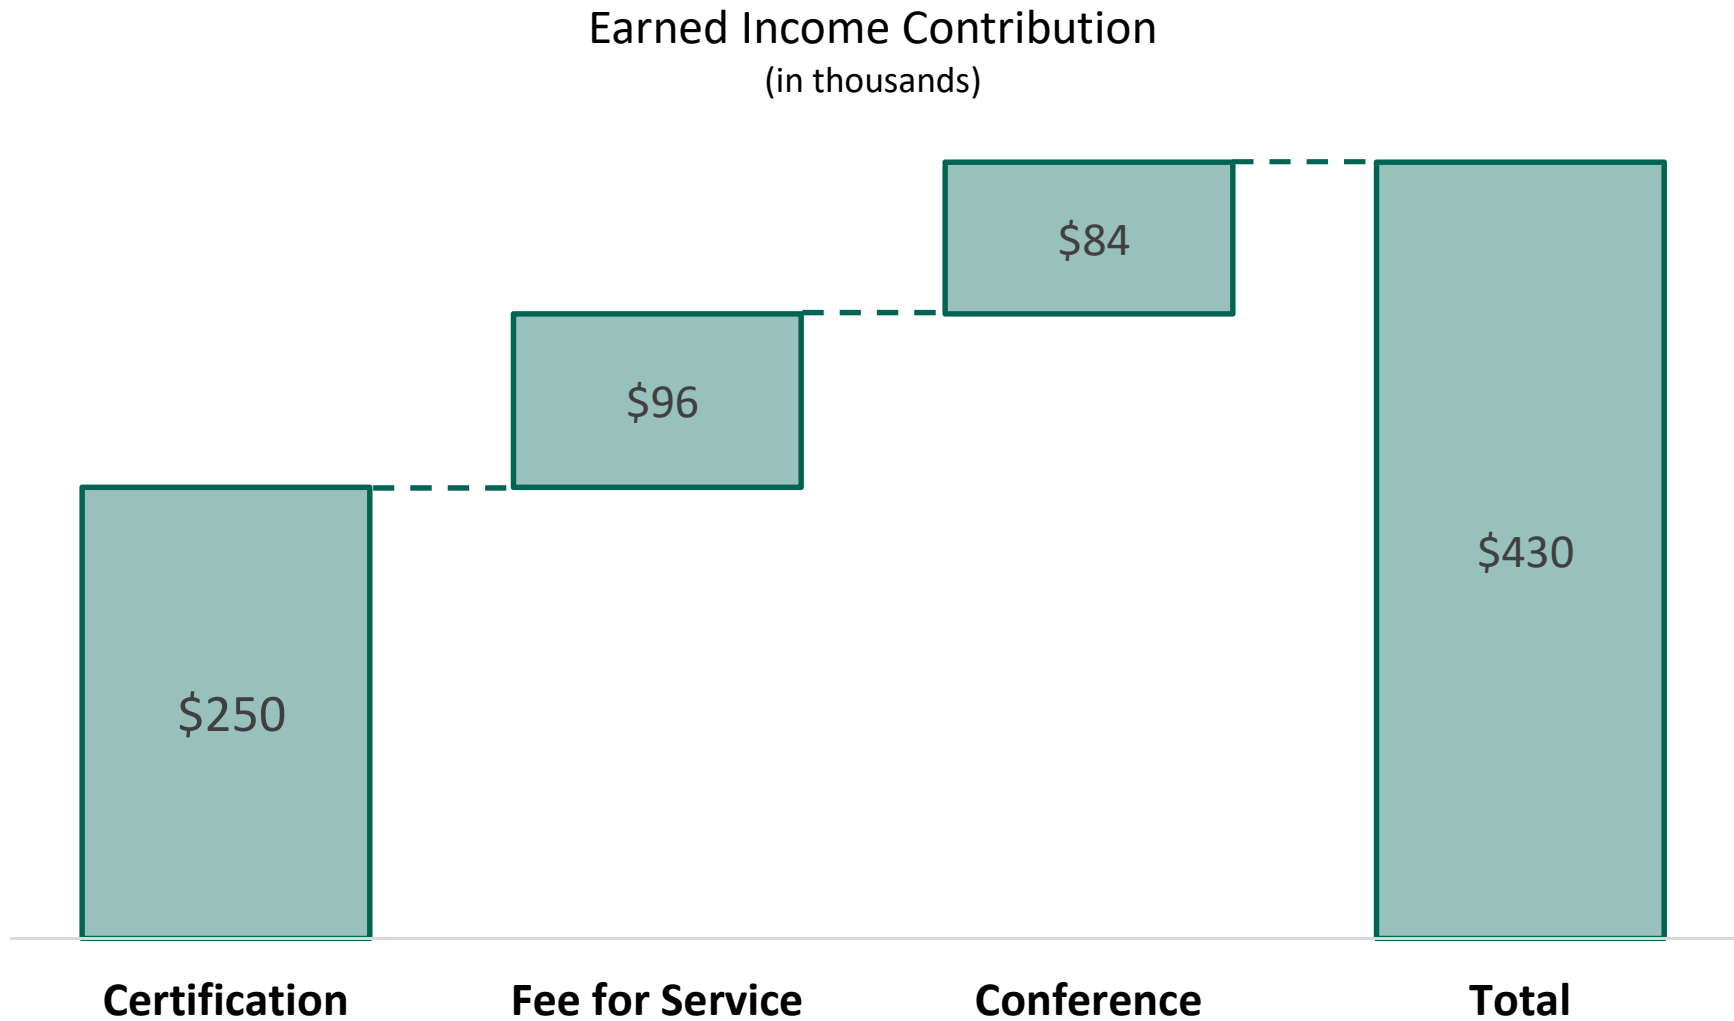 Earned Income Contribution
(in thousands)
$84
$96
$430
$250
Certification
Fee for Service
Conference
Total